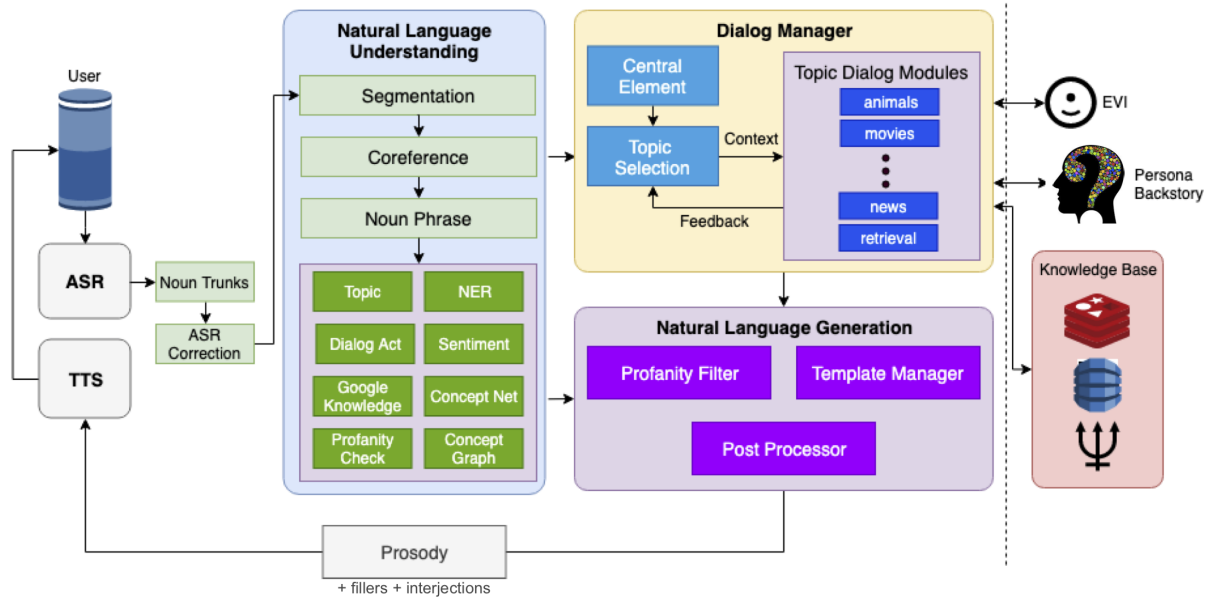 User
ASR
TTS
Noun Trunks
ASR
Correction
Natural Language
Understanding
Segmentation
Coreference
Noun Phrase
Topic
NER
Dialog Act
Sentiment
Google
Knowledge
Concept Net
Profanity
Check
Concept
Graph
Dialog Manager
Central
Element
Topic
Selection
Context
Feedback
Topic Dialog Modules
animals
movies
news
retrieval
Natural Language Generation
Profanity Filter
Template Manager
Post Processor
Prosody
+ fillers + interjections
EVI
Persona
Backstory
Knowledge Base